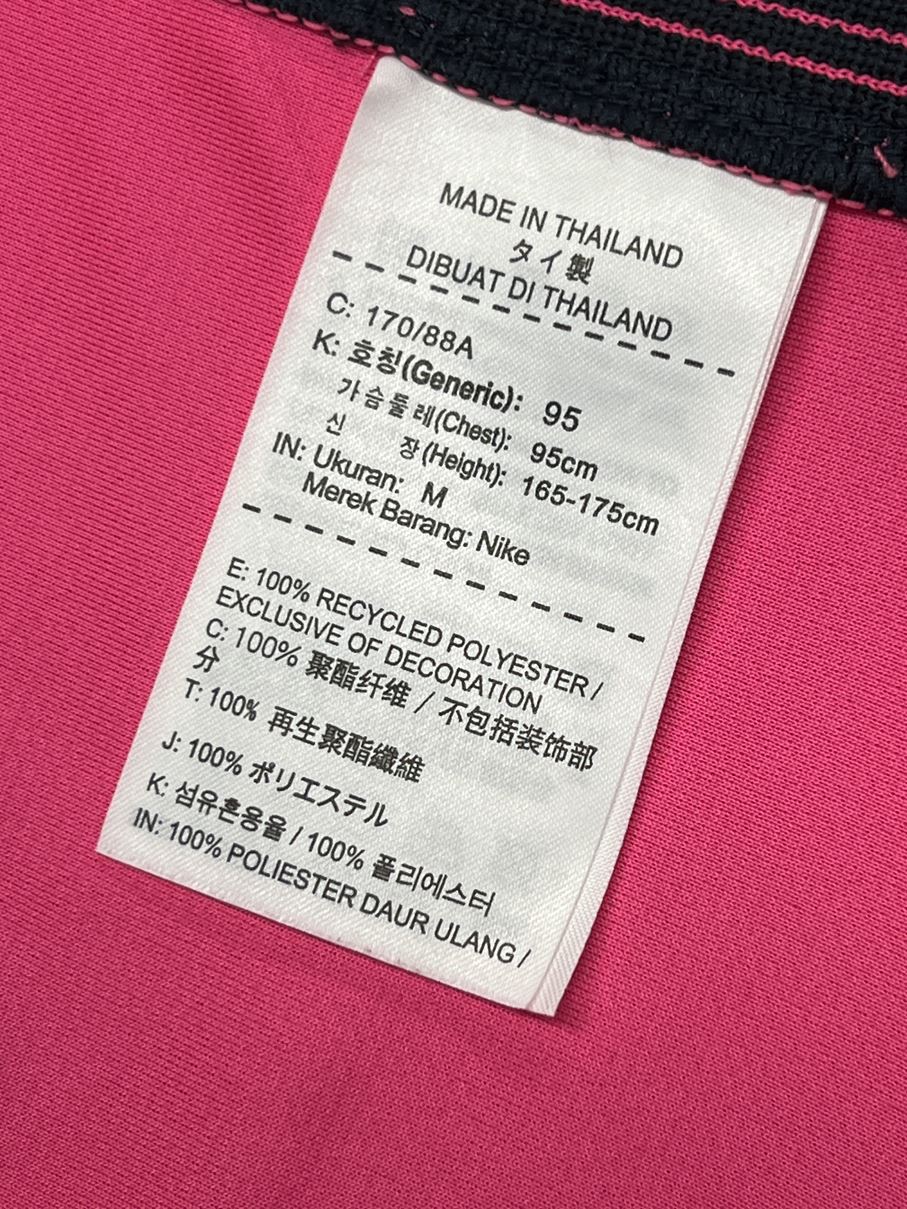 MADE IN THAILAND
タイ製
DIBUAT DI THAILAND
C: 170/88A
K: 호칭(Generic): 95
가슴둘레(Chest): 95cm
신 장(Height): 165-175cm
IN: Ukuran: M
Merek Barang: Nike
E: 100% RECYCLED POLYESTER /
EXCLUSIVE OF DECORATION
C: 100% 聚酯纤维 / 不包括装饰部
分
T: 100% 再生聚酯纖維
J: 100% ポリエステル
K: 섬유혼용율 / 100% 폴리에스터
IN: 100% POLIESTER DAUR ULANG /